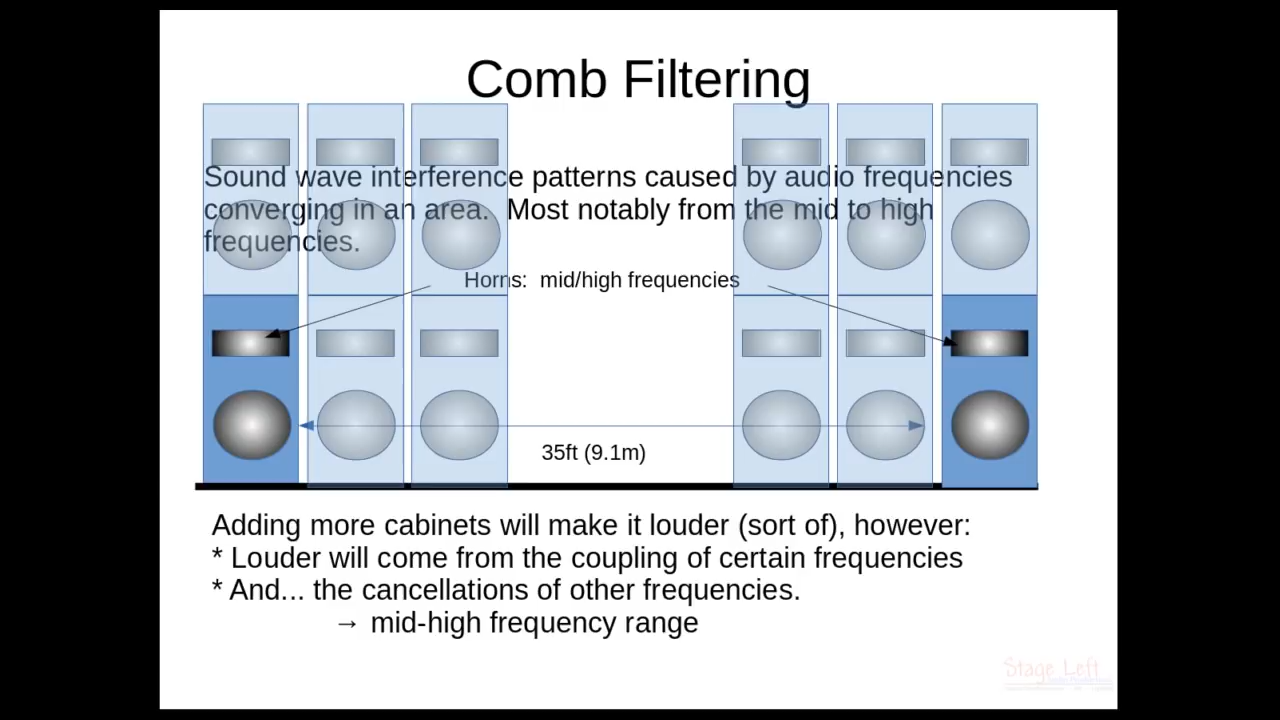 Comb Filtering
Sound wave interference patterns caused by audio frequencies
converging in an area.  Most notably from the mid to high
frequencies.
Horns:  mid/high frequencies
35ft (9.1m)
Adding more cabinets will make it louder (sort of), however:
* Louder will come from the coupling of certain frequencies
* And... the cancellations of other frequencies.
→ mid-high frequency range
Stage Left